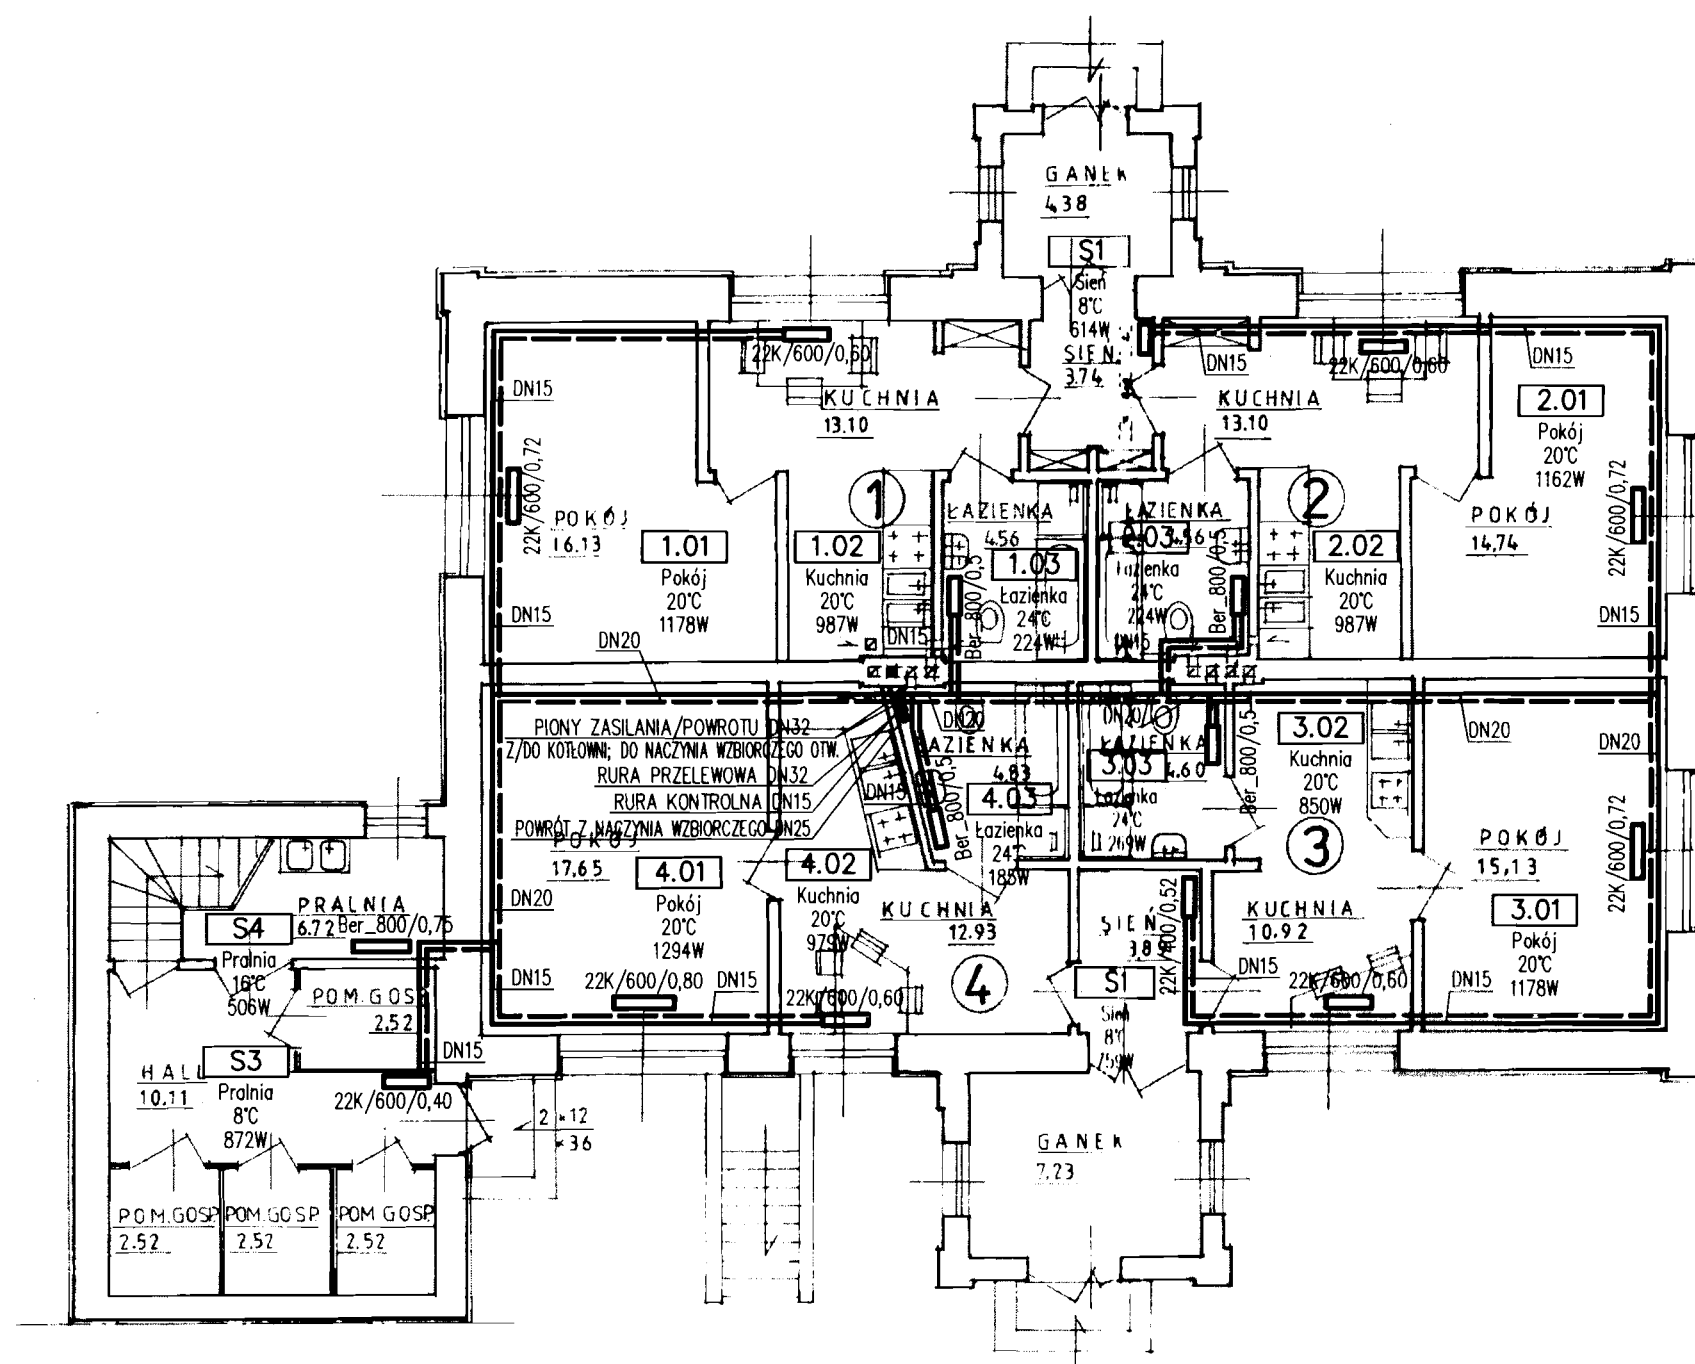 GANEK
4.38
S1
Sień
8°C
614W
SIEŃ
3.74
22K/600/0,60
DN15
KUCHNIA
13.10
22K/600/0,72
POKÓJ
16.13
1.01
Pokój
20°C
1178W
DN15
DN20
1
1.02
Kuchnia
20°C
987W
DN15
ŁAZIENKA
4.56
1.03
Łazienka
24°C
224W
Ber_800/0,5
ŁAZIENKA
4.56
2.03
Łazienka
24°C
224W
DN15
Ber_800/0,5
DN15
22K/600/0,60
KUCHNIA
13.10
2
2.02
Kuchnia
20°C
987W
DN15
2.01
Pokój
20°C
1162W
22K/600/0,72
POKÓJ
14,74
DN15
PIONY ZASILANIA/POWROTU DN32
Z/DO KOTŁOWNI; DO NACZYNIA WZBIORCZEGO OTW.
RURA PRZELEWOWA DN32
RURA KONTROLNA DN15
POWRÓT Z NACZYNIA WZBIORCZEGO DN25
POKÓJ
17,65
4.01
Pokój
20°C
1294W
DN20
DN15
22K/600/0,80
DN15
4.02
Kuchnia
20°C
979W
22K/600/0,60
KUCHNIA
12.93
4
DN15
DN20
ŁAZIENKA
4.83
4.03
Łazienka
24°C
185W
Ber_800/0,5
DN20
ŁAZIENKA
4.60
3.03
Łazienka
24°C
269W
Ber_800/0,5
3.02
Kuchnia
20°C
850W
3
KUCHNIA
10.92
22K/600/0,60
DN15
DN20
DN20
22K/600/0,72
POKÓJ
15,13
3.01
Pokój
20°C
1178W
DN15
22K/400/0,52
SIEŃ
3.89
S1
Sień
8°C
759W
GANEK
7,23
PRALNIA
6.72
Ber_800/0,75
S4
Pralnia
16°C
506W
POM.GOSP
2.52
S3
Pralnia
8°C
872W
HALL
10.11
DN15
22K/600/0,40
2 × 12
× 36
POM.GOSP.
2.52
POM.GOSP
2.52
POM GOSP.
2.52